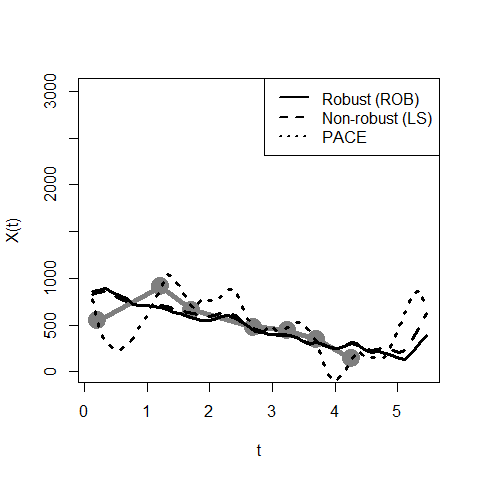 Robust (ROB)
Non-robust (LS)
PACE
3000
2000
1000
500
0
X(t)
0 1 2 3 4 5
t